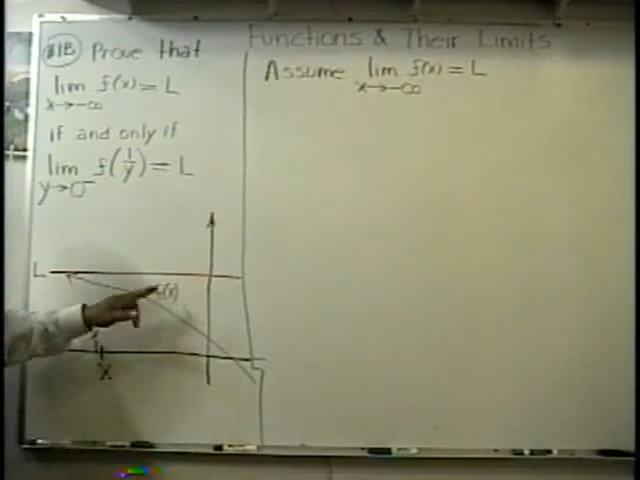 Functions & Their Limits
#1B Prove that
lim f(x) = L
x→-∞
if and only if
lim f(1/y) = L
y→0⁻
Assume lim f(x) = L
x→-∞
L
f(x)
X